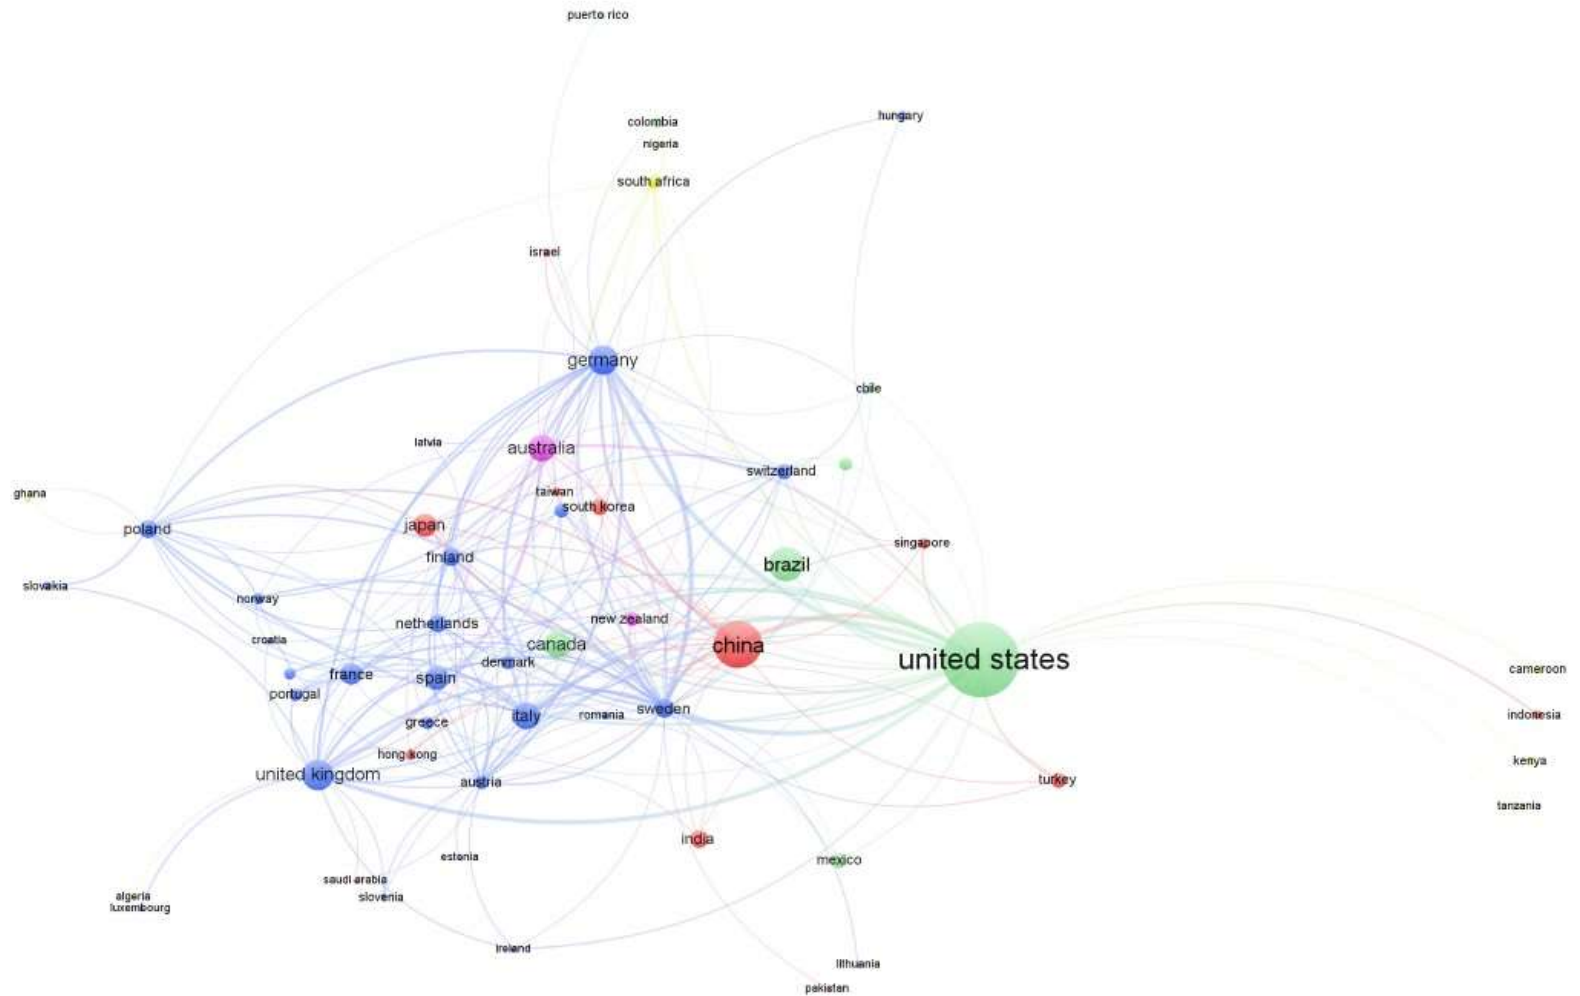 puerto rico
hungary
colombia
nigeria
south africa
israel
germany
chile
latvia
australia
switzerland
taiwan
south korea
ghana
poland
japan
singapore
finland
brazil
slovakia
norway
netherlands
new zealand
croatia
canada
china
denmark
united states
cameroon
france
spain
portugal
sweden
italy
romania
indonesia
greece
hong kong
kenya
united kingdom
austria
turkey
tanzania
india
estonia
mexico
saudi arabia
algeria
slovenia
luxembourg
ireland
lithuania
pakistan